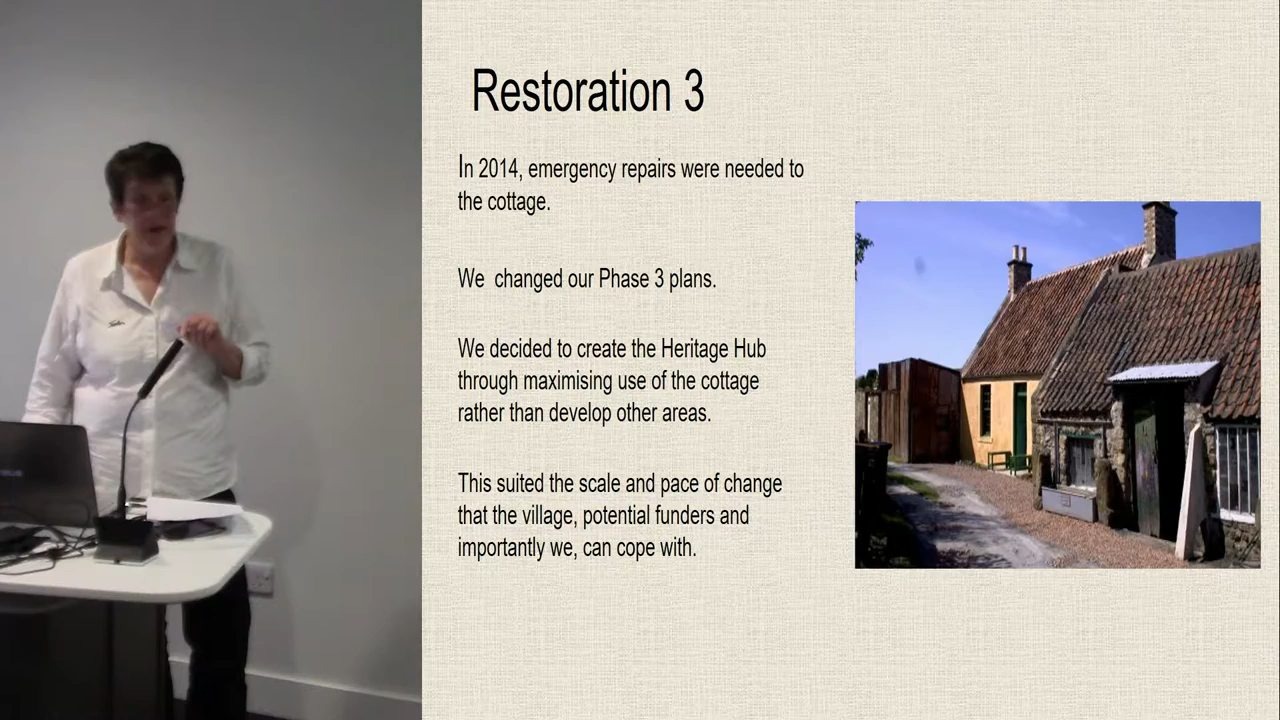 Restoration 3
In 2014, emergency repairs were needed to
the cottage.
We  changed our Phase 3 plans.
We decided to create the Heritage Hub
through maximising use of the cottage
rather than develop other areas.
This suited the scale and pace of change
that the village, potential funders and
importantly we, can cope with.